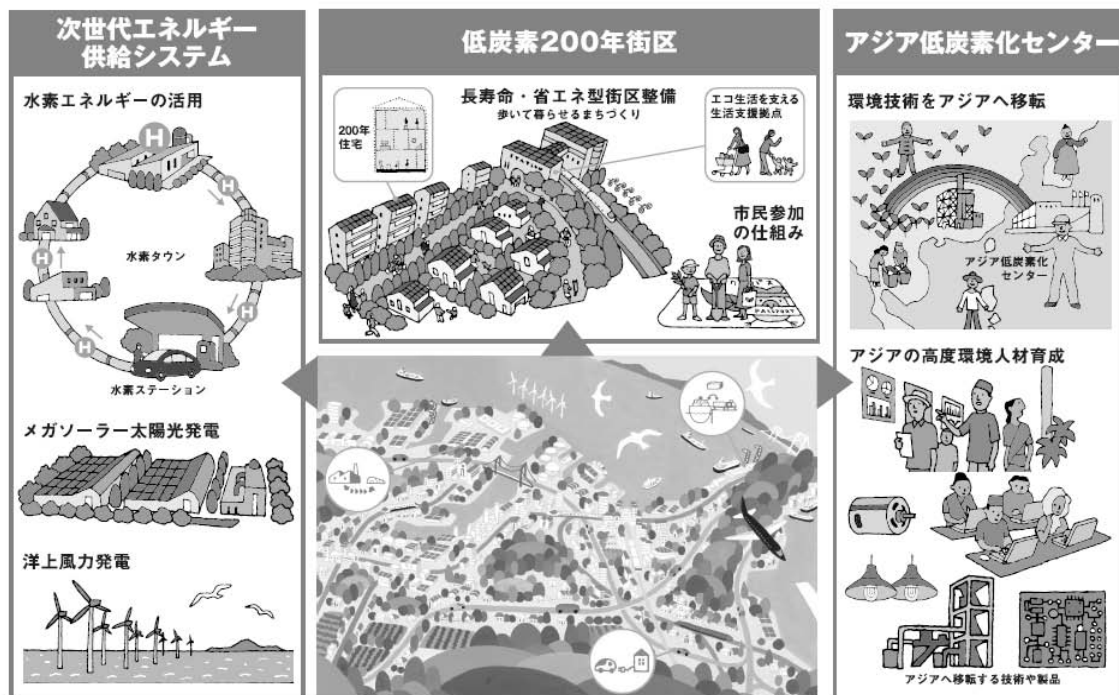 次世代エネルギー
供給システム
水素エネルギーの活用
H
H
H
H
H
水素タウン
水素ステーション
メガソーラー太陽光発電
洋上風力発電
低炭素200年街区
長寿命・省エネ型街区整備
歩いて暮らせるまちづくり
200年
住宅
エコ生活を支える
生活支援拠点
市民参加
の仕組み
PASSPORT
アジア低炭素化センター
環境技術をアジアへ移転
アジア低炭素化
センター
アジアの高度環境人材育成
アジアへ移転する技術や製品